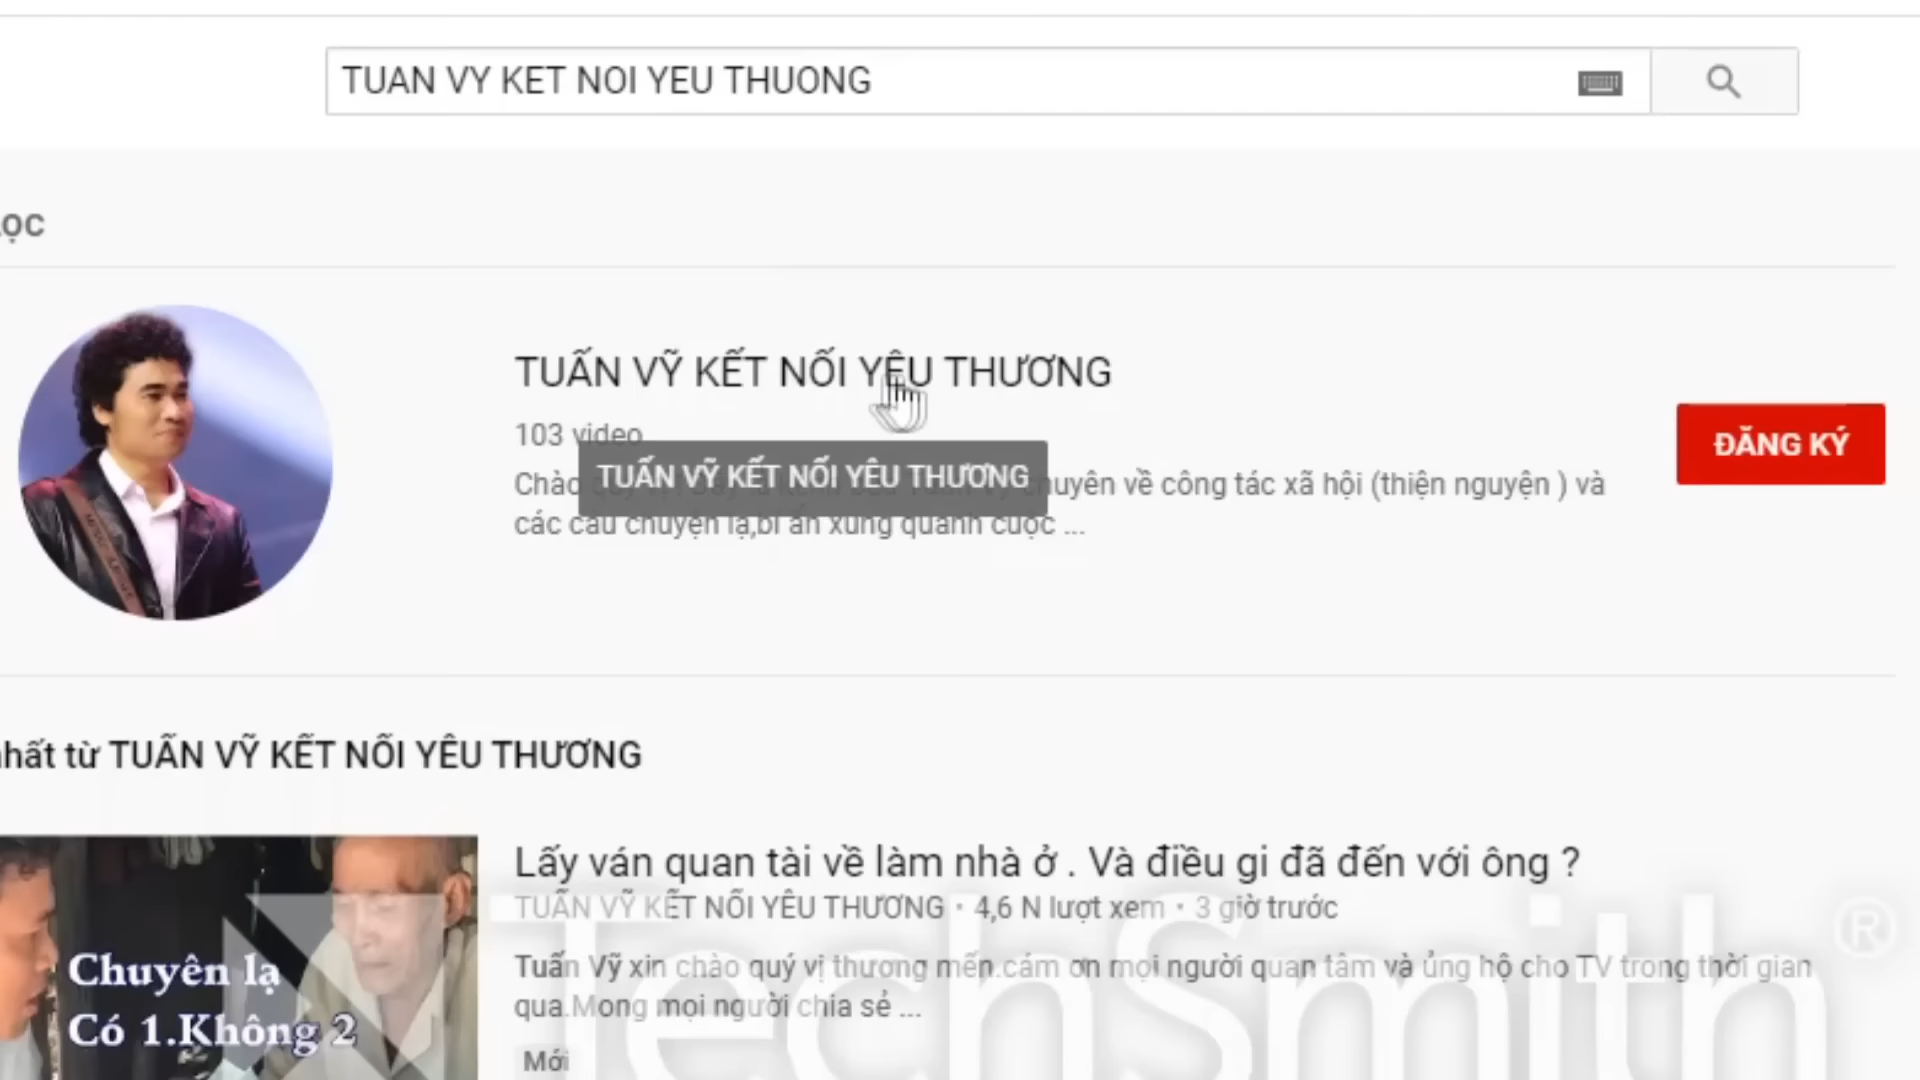 TUAN VY KET NOI YEU THUONG
LỌC
TUẤN VỸ KẾT NỐI YÊU THƯƠNG
103 video
TUẤN VỸ KẾT NỐI YÊU THƯƠNG
ĐĂNG KÝ
Chào chuyên về công tác xã hội (thiện nguyện ) và
các câu chuyện lạ,bí ẩn xung quanh cuộc ...
nhất từ TUẤN VỸ KẾT NỐI YÊU THƯƠNG
Lấy ván quan tài về làm nhà ở . Và điều gi đã đến với ông ?
TUẤN VỸ KẾT NỐI YÊU THƯƠNG • 4,6 N lượt xem • 3 giờ trước
Tuấn Vỹ xin chào quý vị thương mến.cám ơn mọi người quan tâm và ủng hộ cho TV trong thời gian
qua.Mong mọi người chia sẻ ...
Mới
Chuyên lạ
Có 1.Không 2
TechSmith®